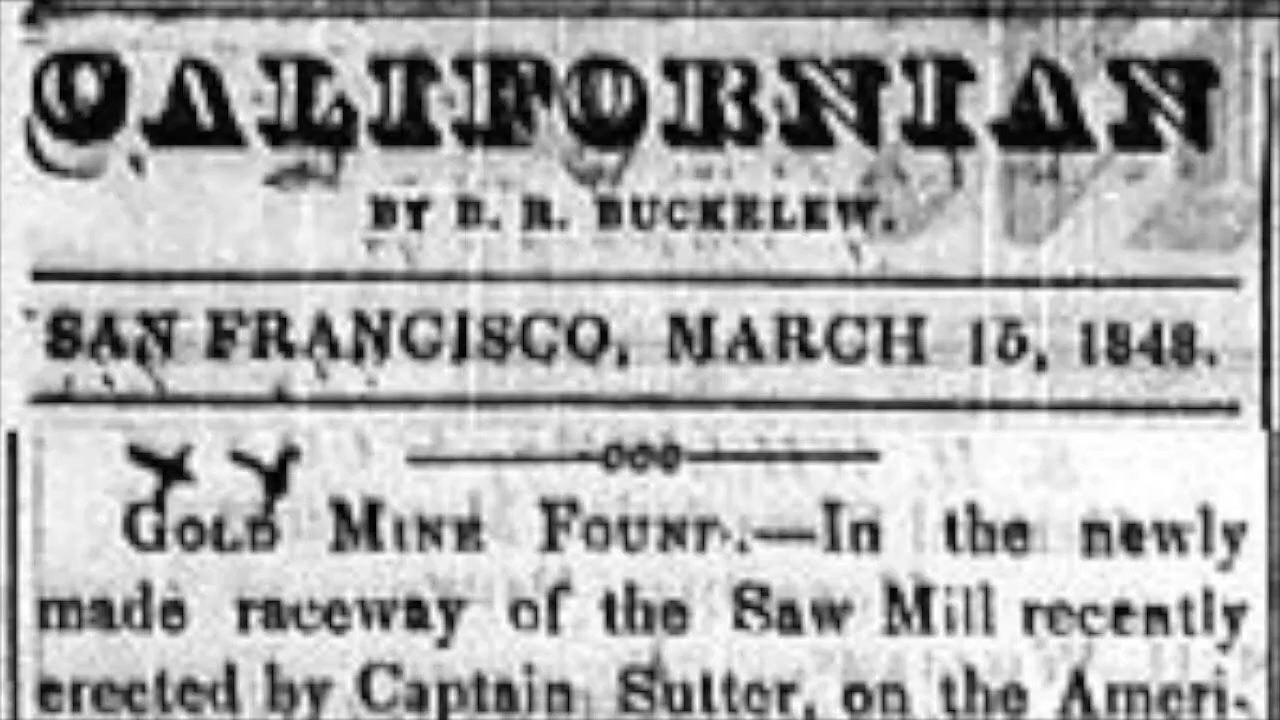 CALIFORNIAN
BY B. R. BUCKELEW.
SAN FRANCISCO, MARCH 15, 1848.
GOLD MINE FOUND.—In the newly
made raceway of the Saw Mill recently
erected by Captain Sutter, on the Ameri-